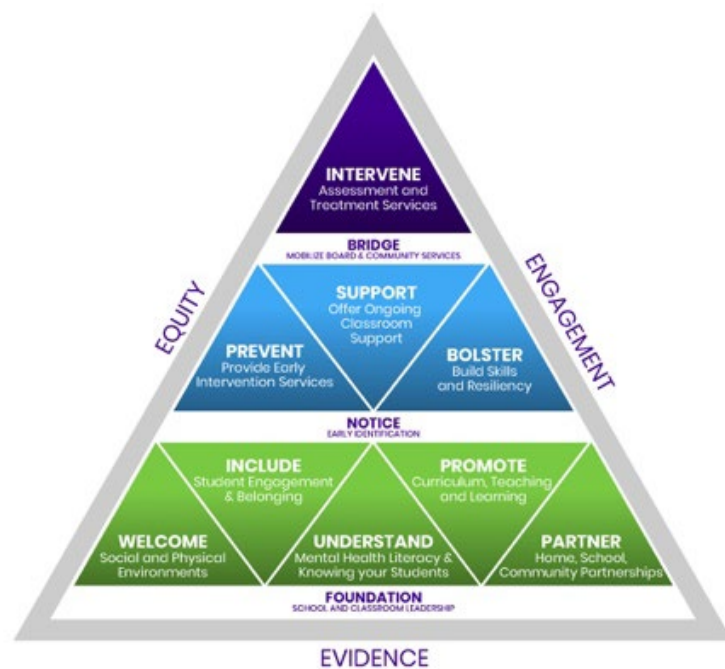 INTERVENE
Assessment and
Treatment Services
BRIDGE
MOBILIZE BOARD & COMMUNITY SERVICES
EQUITY
ENGAGEMENT
SUPPORT
Offer Ongoing
Classroom
Support
PREVENT
Provide Early
Intervention Services
BOLSTER
Build Skills
and Resiliency
NOTICE
EARLY IDENTIFICATION
INCLUDE
Student Engagement
& Belonging
PROMOTE
Curriculum, Teaching
and Learning
WELCOME
Social and Physical
Environments
UNDERSTAND
Mental Health Literacy &
Knowing your Students
PARTNER
Home, School,
Community Partnerships
FOUNDATION
SCHOOL AND CLASSROOM LEADERSHIP
EVIDENCE